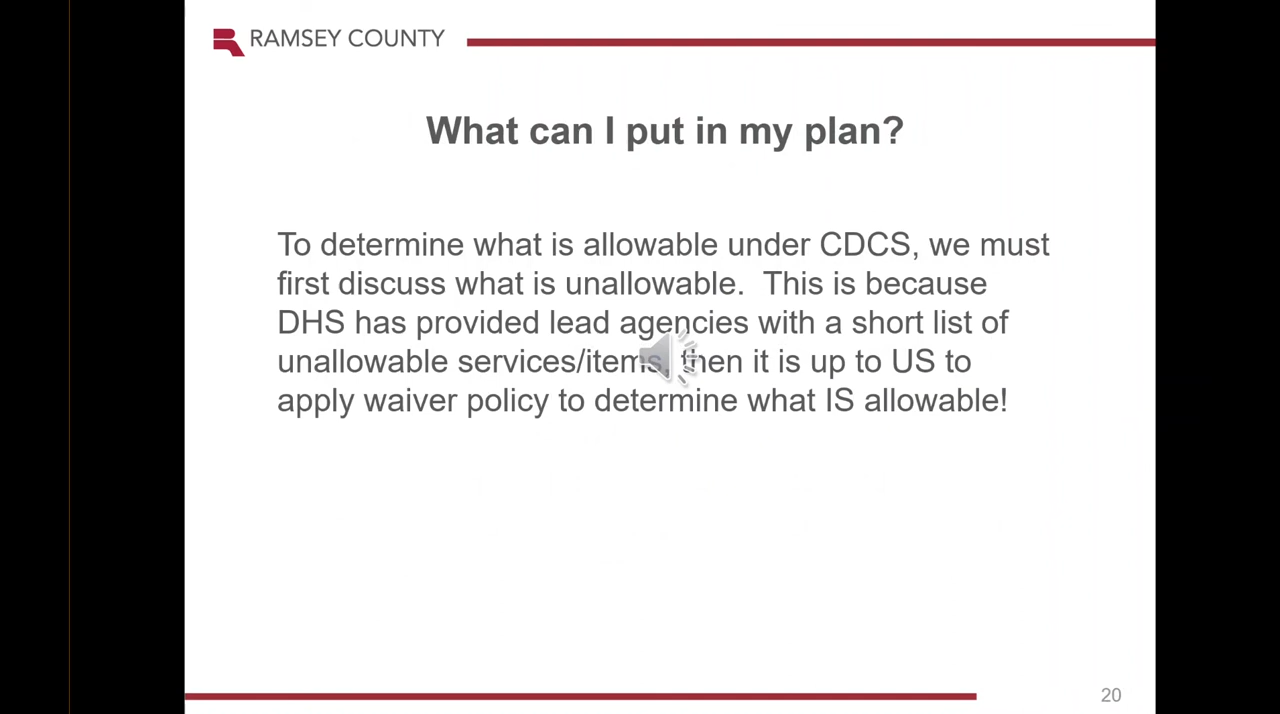 RAMSEY COUNTY
What can I put in my plan?
To determine what is allowable under CDCS, we must
first discuss what is unallowable.  This is because
DHS has provided lead agencies with a short list of
unallowable services/items, then it is up to US to
apply waiver policy to determine what IS allowable!
20